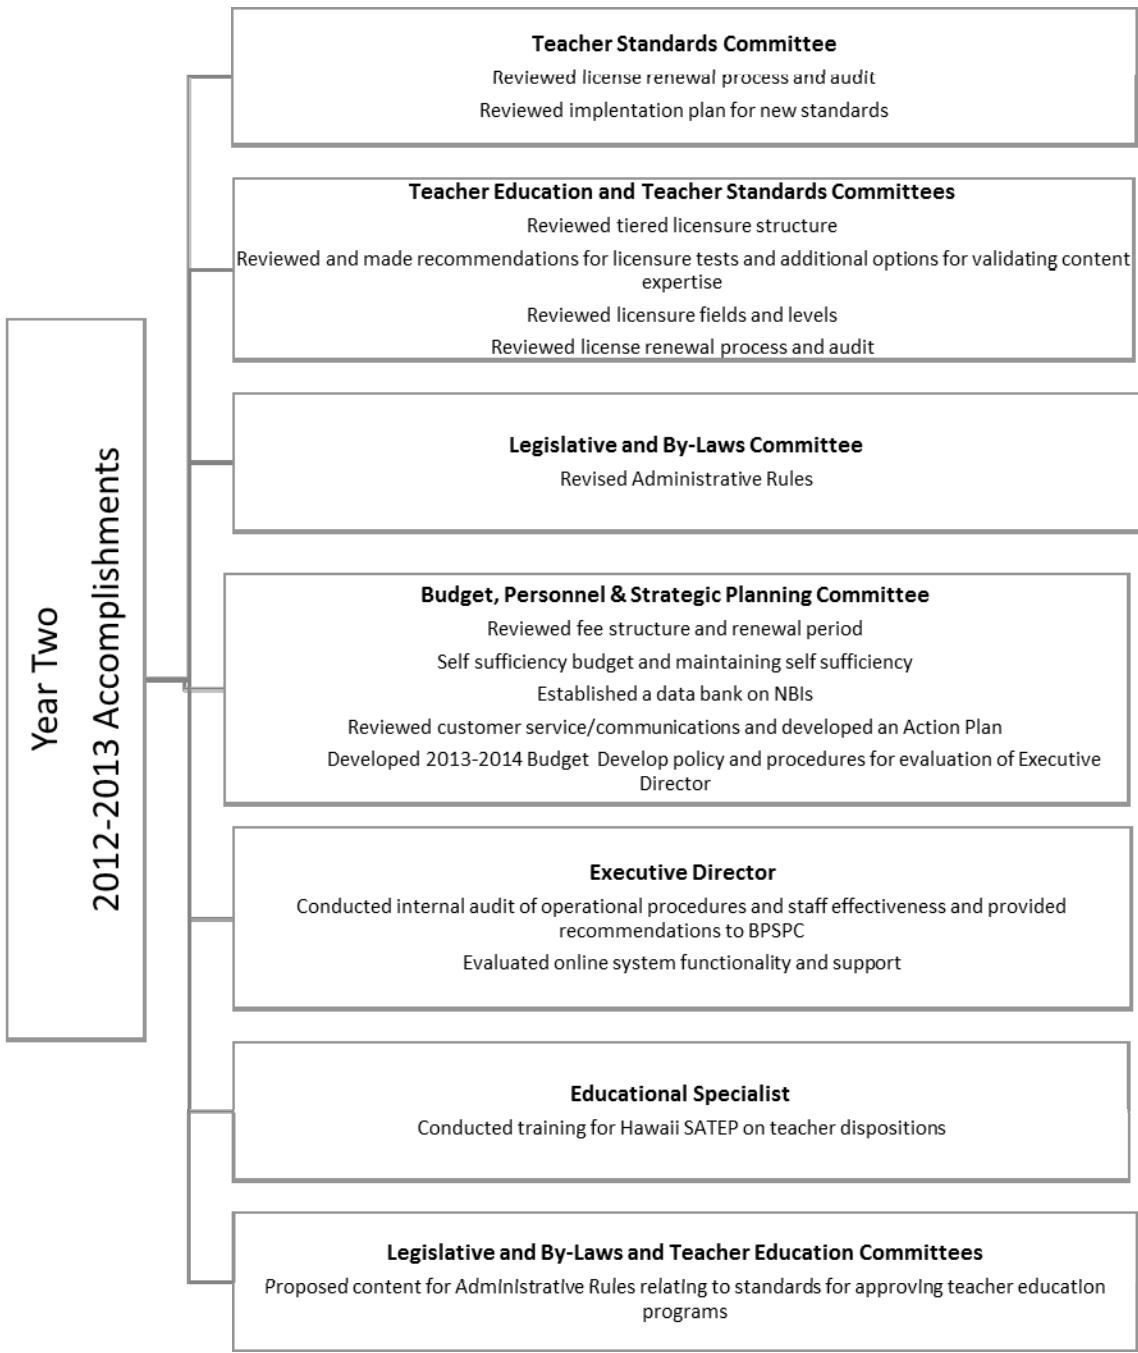 Year Two
2012-2013 Accomplishments
Teacher Standards Committee
Reviewed license renewal process and audit
Reviewed implentation plan for new standards
Teacher Education and Teacher Standards Committees
Reviewed tiered licensure structure
Reviewed and made recommendations for licensure tests and additional options for validating content
expertise
Reviewed licensure fields and levels
Reviewed license renewal process and audit
Legislative and By-Laws Committee
Revised Administrative Rules
Budget, Personnel & Strategic Planning Committee
Reviewed fee structure and renewal period
Self sufficiency budget and maintaining self sufficiency
Established a data bank on NBIs
Reviewed customer service/communications and developed an Action Plan
Developed 2013-2014 Budget Develop policy and procedures for evaluation of Executive
Director
Executive Director
Conducted internal audit of operational procedures and staff effectiveness and provided
recommendations to BPSPC
Evaluated online system functionality and support
Educational Specialist
Conducted training for Hawaii SATEP on teacher dispositions
Legislative and By-Laws and Teacher Education Committees
Proposed content for Administrative Rules relating to standards for approving teacher education
programs